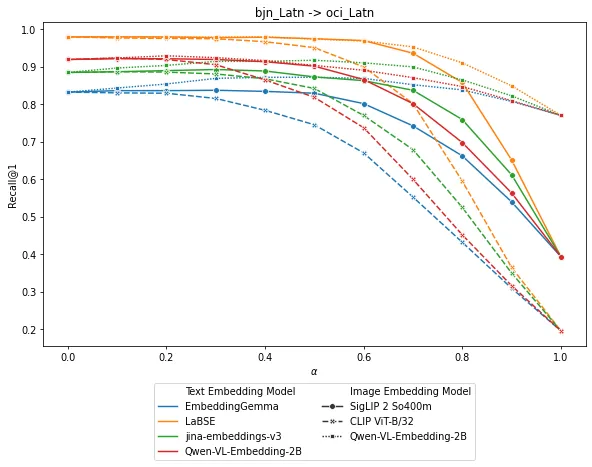 bjn_Latn -> oci_Latn
Recall@1
1.0
0.9
0.8
0.7
0.6
0.5
0.4
0.3
0.2
0.0 0.2 0.4 0.6 0.8 1.0
α
Text Embedding Model Image Embedding Model
EmbeddingGemma SigLIP 2 So400m
LaBSE CLIP ViT-B/32
jina-embeddings-v3 Qwen-VL-Embedding-2B
Qwen-VL-Embedding-2B